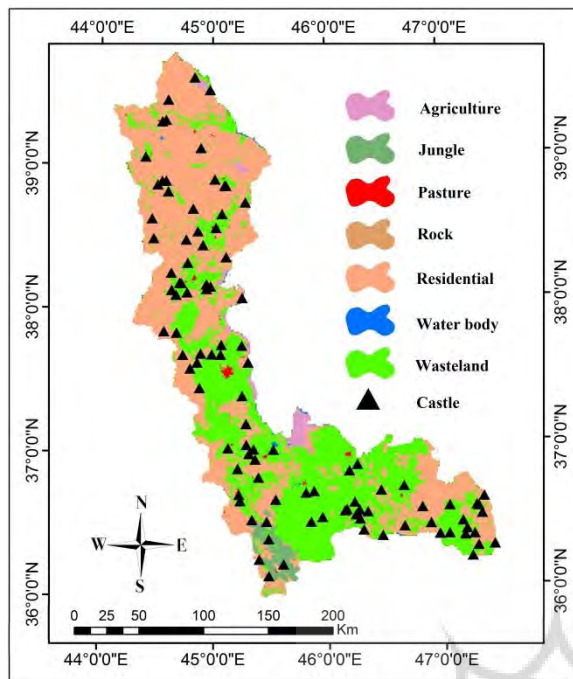 44°0'0"E 45°0'0"E 46°0'0"E 47°0'0"E
39°0'0"N
38°0'0"N
37°0'0"N
36°0'0"N
Agriculture
Jungle
Pasture
Rock
Residential
Water body
Wasteland
Castle
39°0'0"N
38°0'0"N
37°0'0"N
36°0'0"N
N
W E
S
0 25 50 100 150 200
Km
44°0'0"E 45°0'0"E 46°0'0"E 47°0'0"E